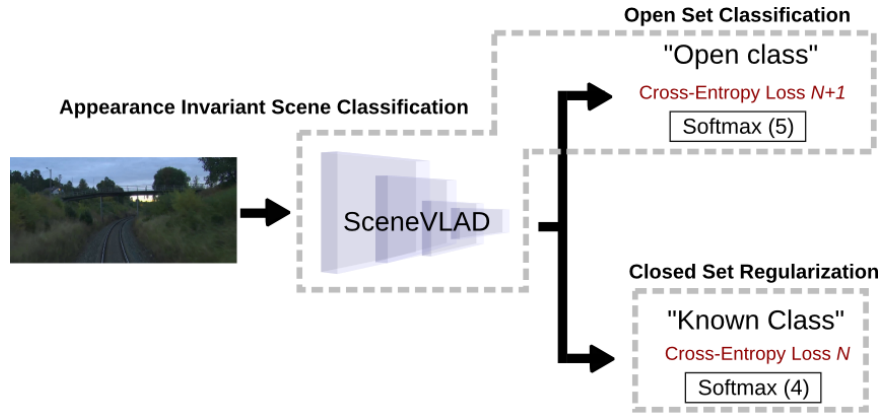 Open Set Classification
"Open class"
Cross-Entropy Loss N+1
Softmax (5)
Appearance Invariant Scene Classification
SceneVLAD
Closed Set Regularization
"Known Class"
Cross-Entropy Loss N
Softmax (4)